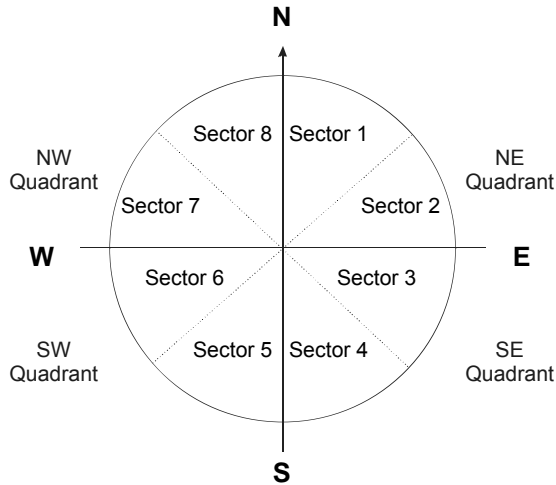 N
Sector 8
Sector 1
NW
Quadrant
NE
Quadrant
Sector 7
Sector 2
W
E
Sector 6
Sector 3
SW
Quadrant
Sector 5
Sector 4
SE
Quadrant
S